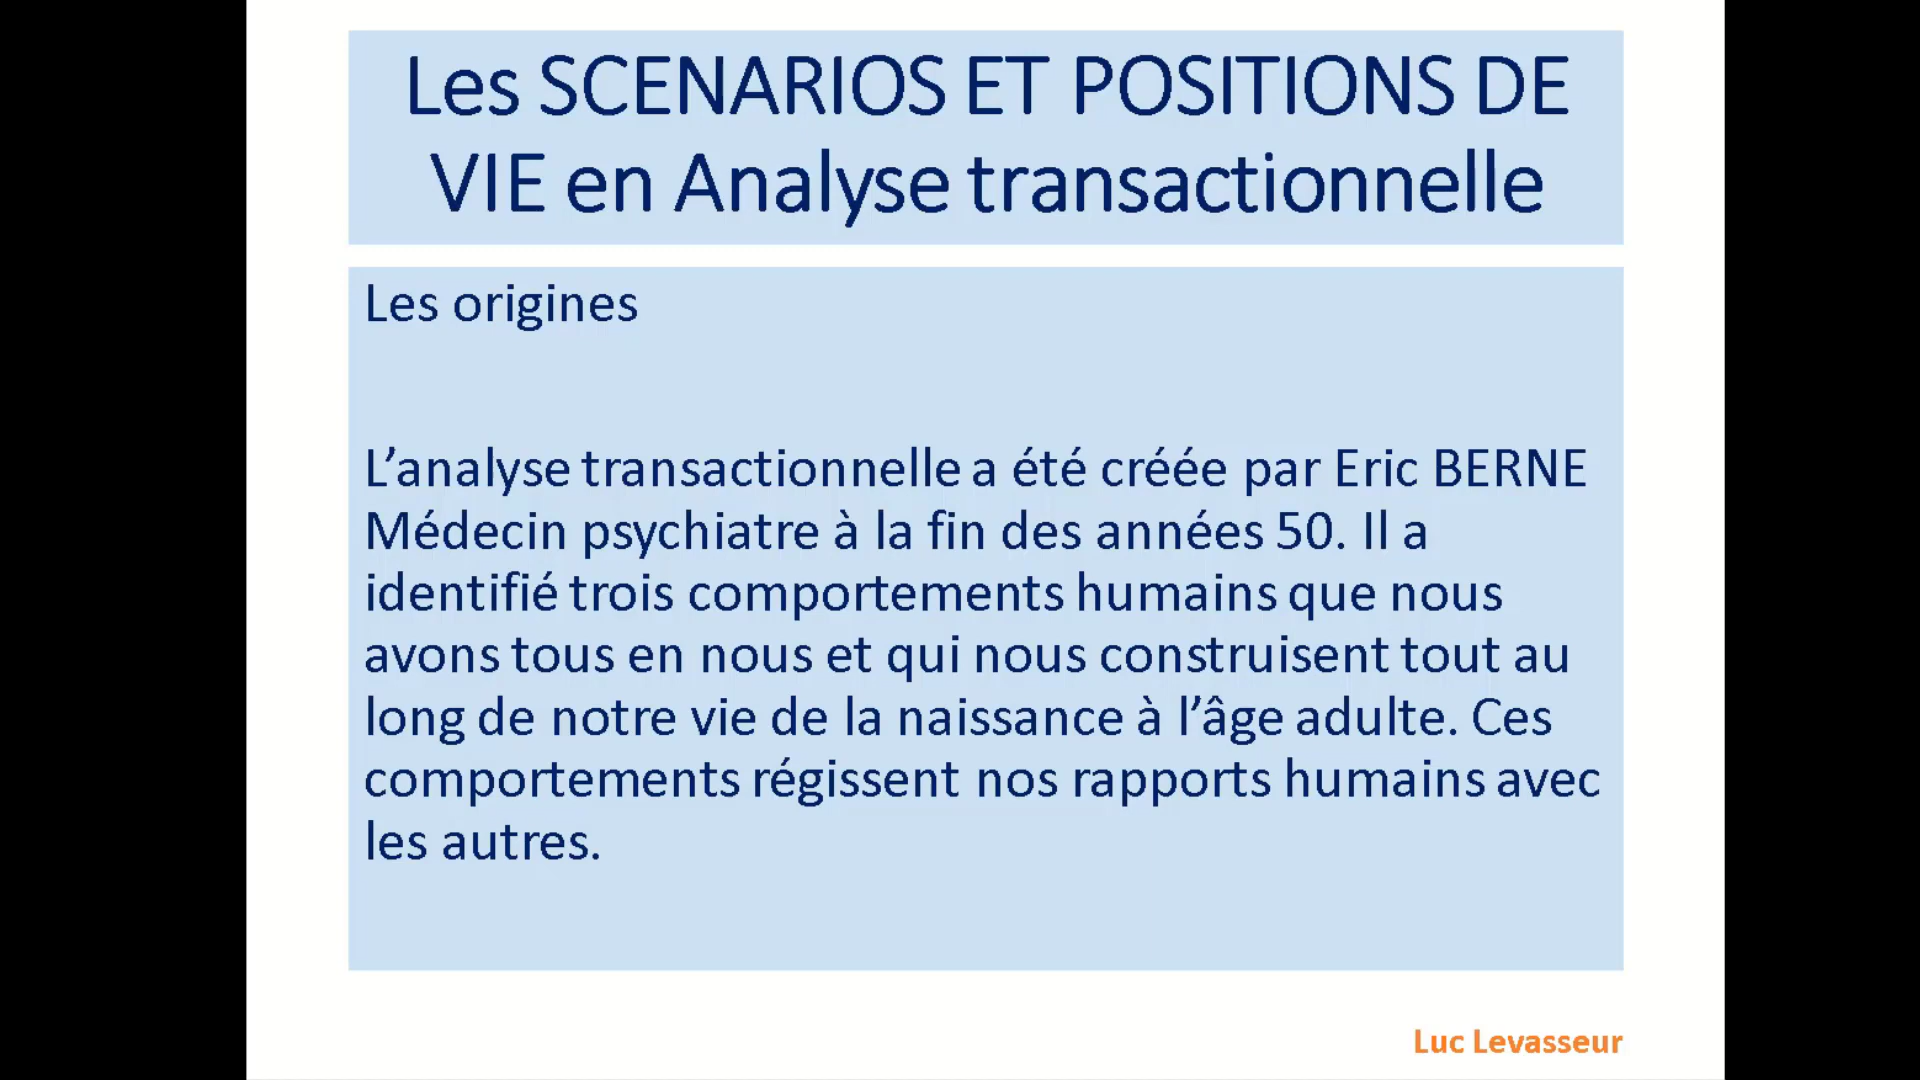 Les SCENARIOS ET POSITIONS DE
VIE en Analyse transactionnelle
Les origines
L’analyse transactionnelle a été créée par Eric BERNE
Médecin psychiatre à la fin des années 50. Il a
identifié trois comportements humains que nous
avons tous en nous et qui nous construisent tout au
long de notre vie de la naissance à l’âge adulte. Ces
comportements régissent nos rapports humains avec
les autres.
Luc Levasseur